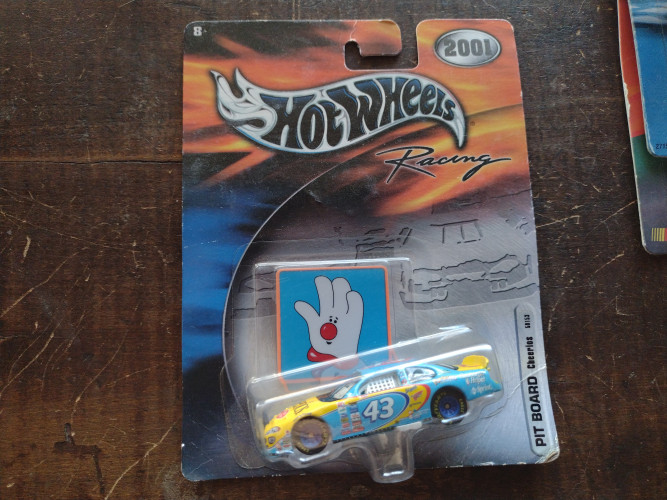 8+
2001
HOT WHEELS
Racing
43
PIT BOARD Cheerios